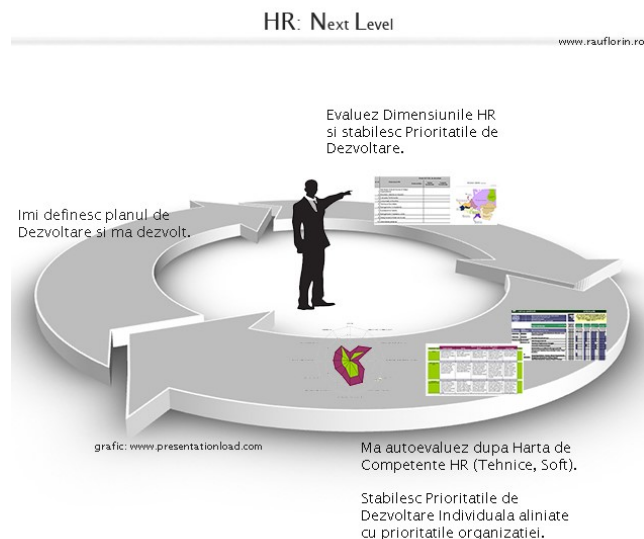 HR: Next Level
www.rauflorin.ro
Evaluez Dimensiunile HR
si stabilesc Prioritatile de
Dezvoltare.
Imi definesc planul de
Dezvoltare si ma dezvolt.
grafic: www.presentationload.com
Ma autoevaluez dupa Harta de
Competente HR (Tehnice, Soft).
Stabilesc Prioritatile de
Dezvoltare Individuala aliniate
cu prioritatile organizatiei.